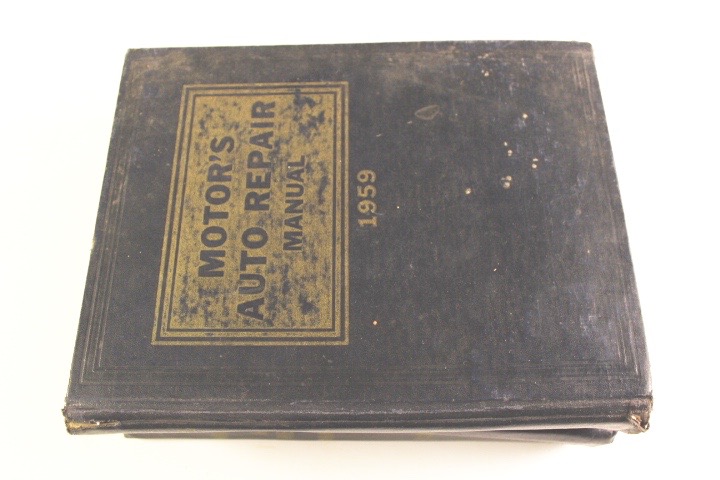 MOTOR'S
AUTO REPAIR
MANUAL
1959